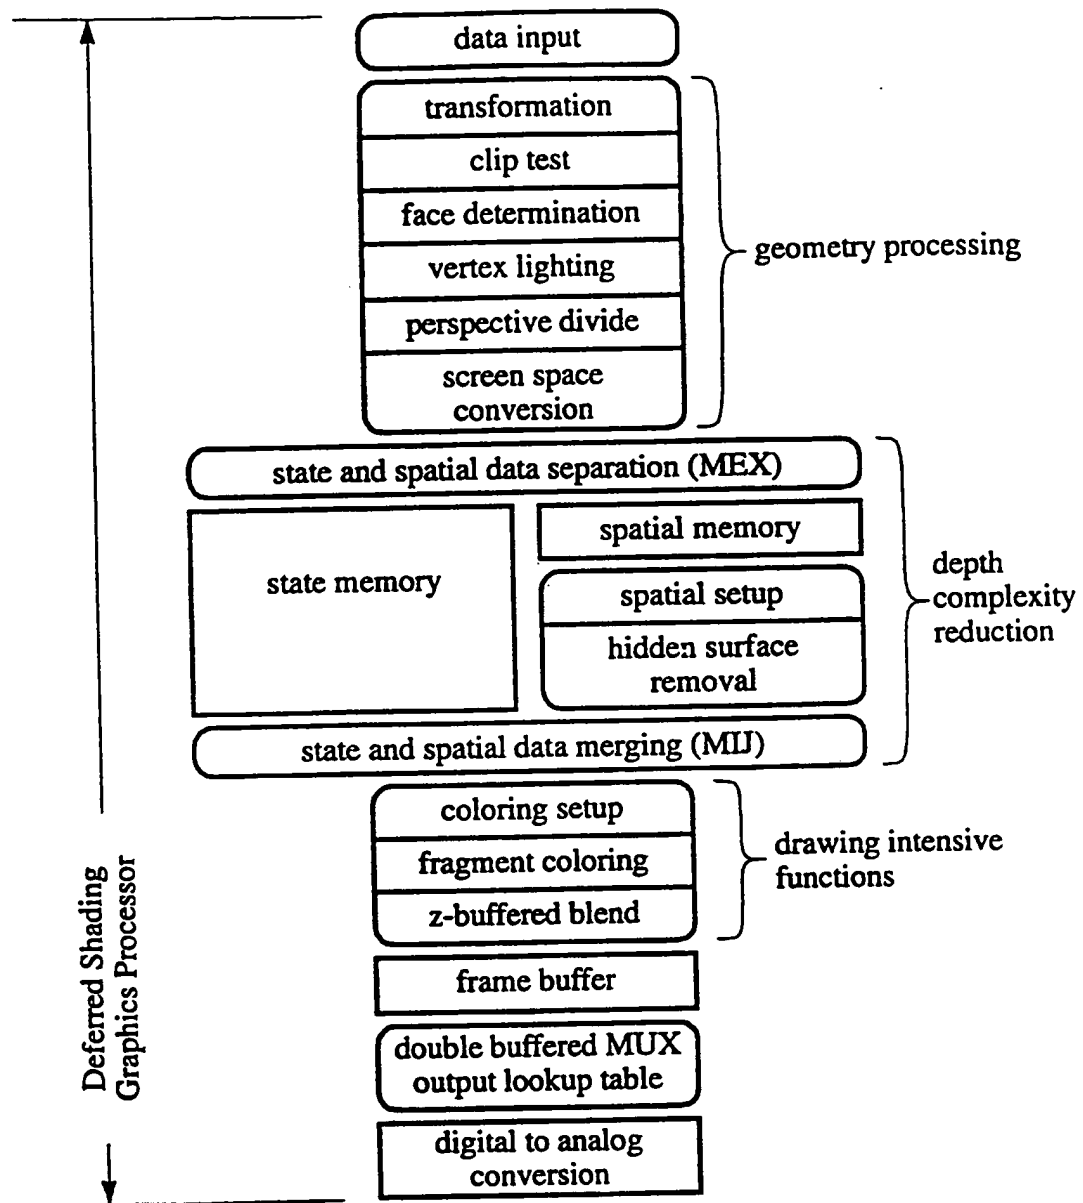 data input
transformation
clip test
face determination
vertex lighting
perspective divide
screen space
conversion
geometry processing
state and spatial data separation (MEX)
state memory
spatial memory
spatial setup
hidden surface
removal
depth
complexity
reduction
state and spatial data merging (MIJ)
coloring setup
fragment coloring
z-buffered blend
drawing intensive
functions
frame buffer
double buffered MUX
output lookup table
digital to analog
conversion
Deferred Shading
Graphics Processor